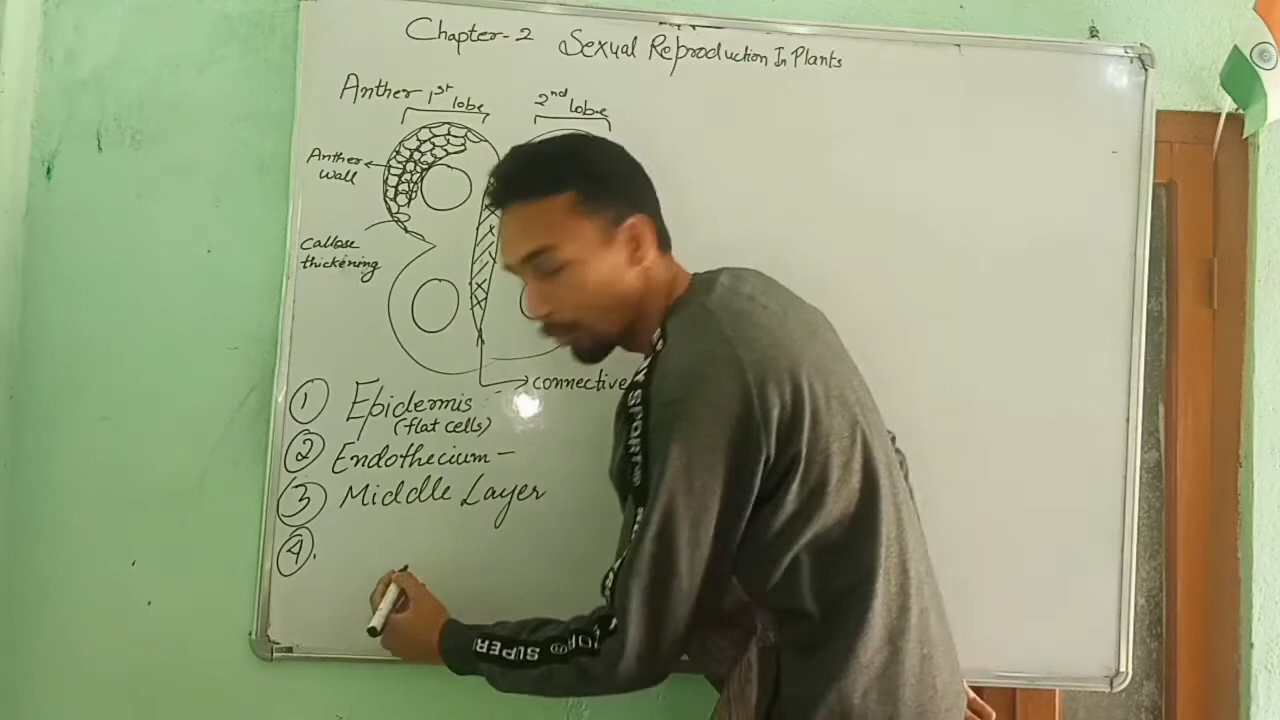 Chapter-2 Sexual Reproduction In Plants
Anther 1st lobe 2nd Lobe
Anther
wall
Callose
thickening
connective
1 Epidermis
(flat cells)
2 Endothecium -
3 Middle Layer
4.
SUPER